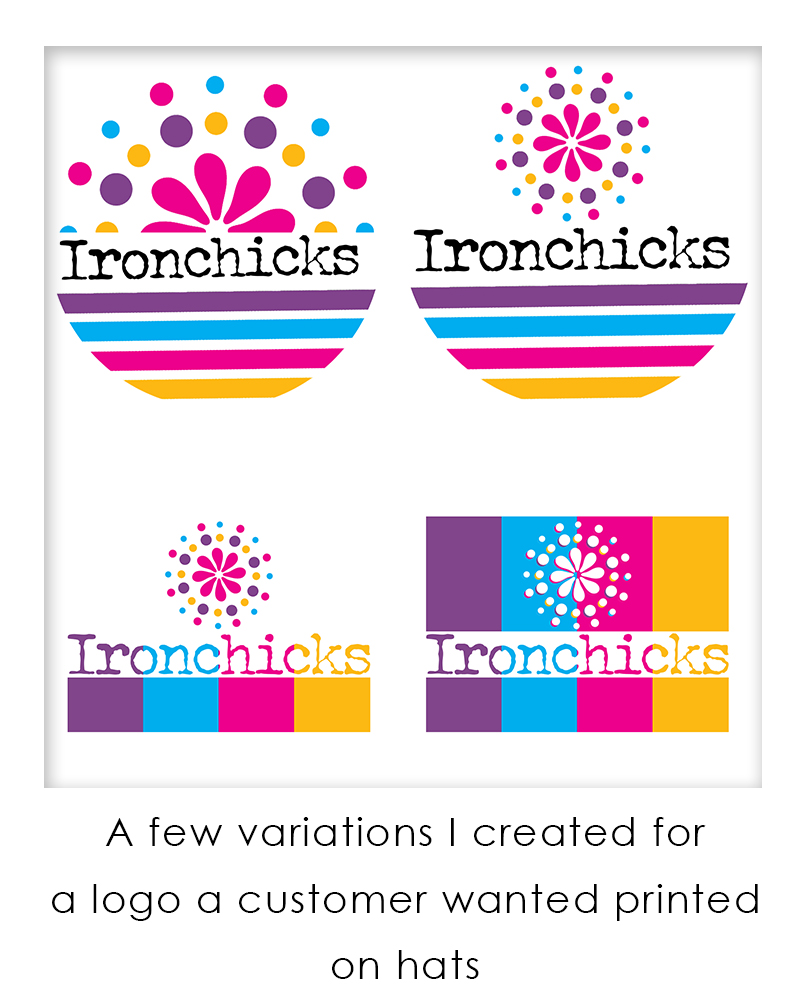 Ironchicks
Ironchicks
Ironchicks
Ironchicks
A few variations I created for
a logo a customer wanted printed
on hats